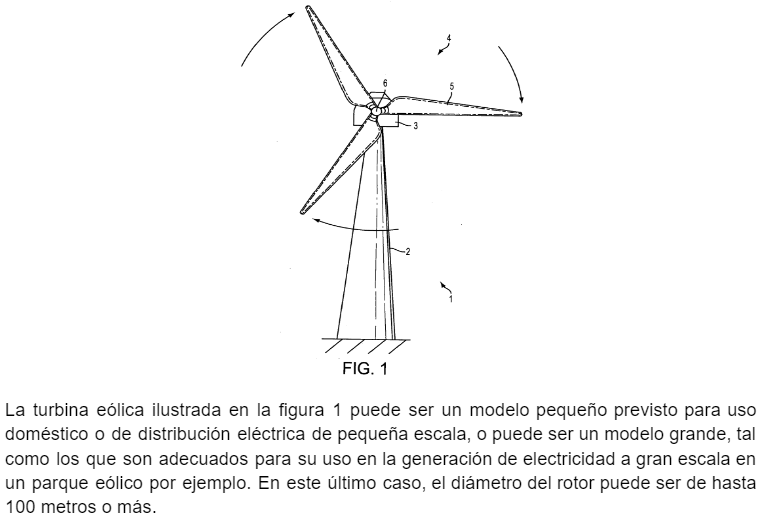 4
6
5
3
2
1
FIG. 1
La turbina eólica ilustrada en la figura 1 puede ser un modelo pequeño previsto para uso
doméstico o de distribución eléctrica de pequeña escala, o puede ser un modelo grande, tal
como los que son adecuados para su uso en la generación de electricidad a gran escala en
un parque eólico por ejemplo. En este último caso, el diámetro del rotor puede ser de hasta
100 metros o más.